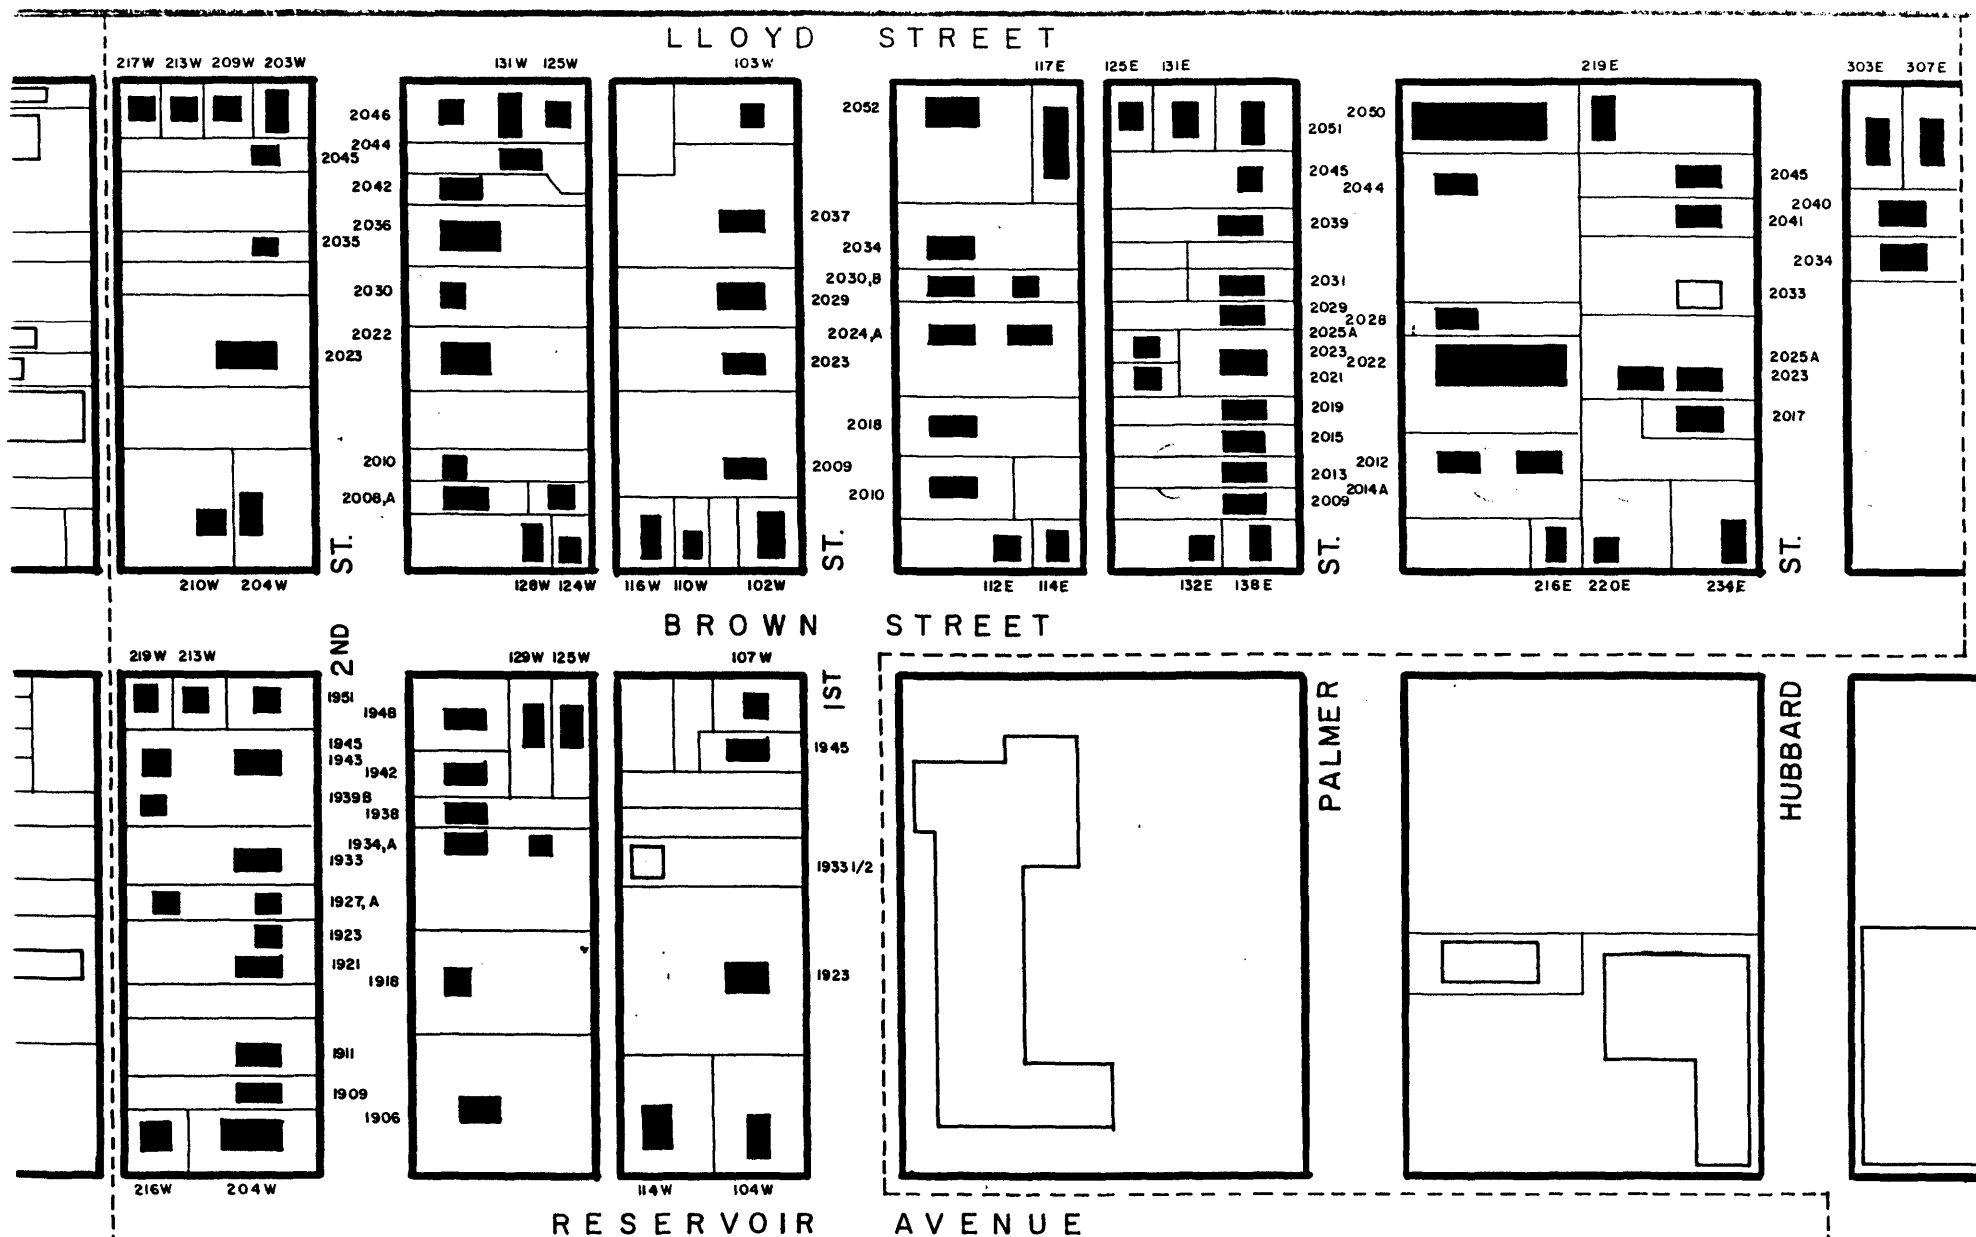 LLOYD STREET
217W 213W 209W 203W 131W 125W 103W 117E 125E 131E 219E 303E 307E
2046
2044
2045
2042
2036
2035
2030
2022
2023
2010
2008,A
2037
2029
2023
2009
2052
2034
2030,B
2024,A
2018
2010
2051
2045
2039
2031
2029
2025A
2023
2021
2019
2015
2013
2009
2050
2044
2028
2022
2012
2014A
2045
2041
2033
2025A
2023
2017
2040
2034
210W 204W 128W 124W 116W 110W 102W 112E 114E 132E 138E 216E 220E 234E
BROWN STREET
2ND ST.
1ST ST.
PALMER ST.
HUBBARD ST.
219W 213W 129W 125W 107W
1951
1945
1943
1939B
1933
1927,A
1923
1921
1911
1909
1948
1942
1938
1934,A
1918
1906
1945
1933 1/2
1923
216W 204W 114W 104W
RESERVOIR AVENUE